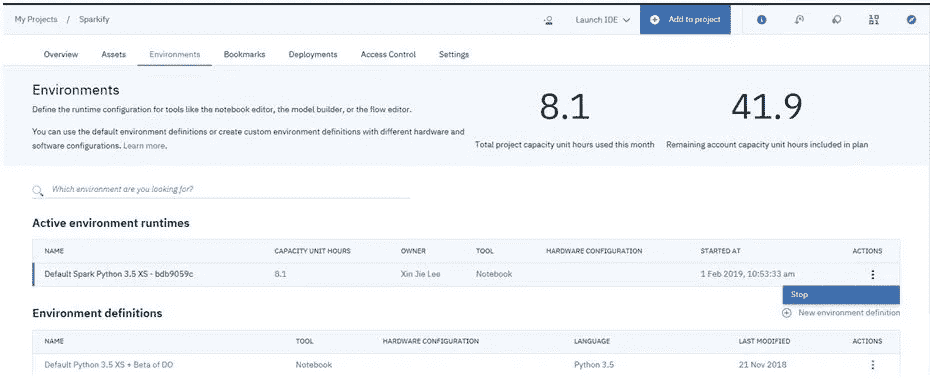 My Projects / Sparkify
Launch IDE
Add to project
Overview Assets Environments Bookmarks Deployments Access Control Settings
Environments
Define the runtime configuration for tools like the notebook editor, the model builder, or the flow editor.
You can use the default environment definitions or create custom environment definitions with different hardware and
software configurations. Learn more.
8.1
Total project capacity unit hours used this month
41.9
Remaining account capacity unit hours included in plan
Which environment are you looking for?
Active environment runtimes
NAME CAPACITY UNIT HOURS OWNER TOOL HARDWARE CONFIGURATION STARTED AT ACTIONS
Default Spark Python 3.5 XS - bdb9059c 8.1 Xin Jie Lee Notebook 1 Feb 2019, 10:53:33 am
Stop
Environment definitions
New environment definition
NAME TOOL HARDWARE CONFIGURATION LANGUAGE LAST MODIFIED ACTIONS
Default Python 3.5 XS + Beta of DO Notebook Python 3.5 21 Nov 2018